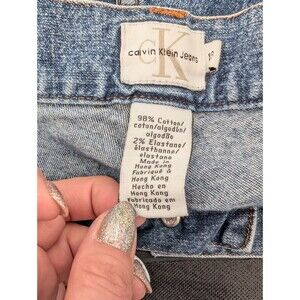 cK
calvin Klein Jeans
98% Cotton/
coton/algodón/
algodão
2% Elastane/
élasthanne/
elastano
Made in
Hong Kong
Fabriqué à
Hong Kong
Hecho en
Hong Kong
Fabricado em
Hong Kong